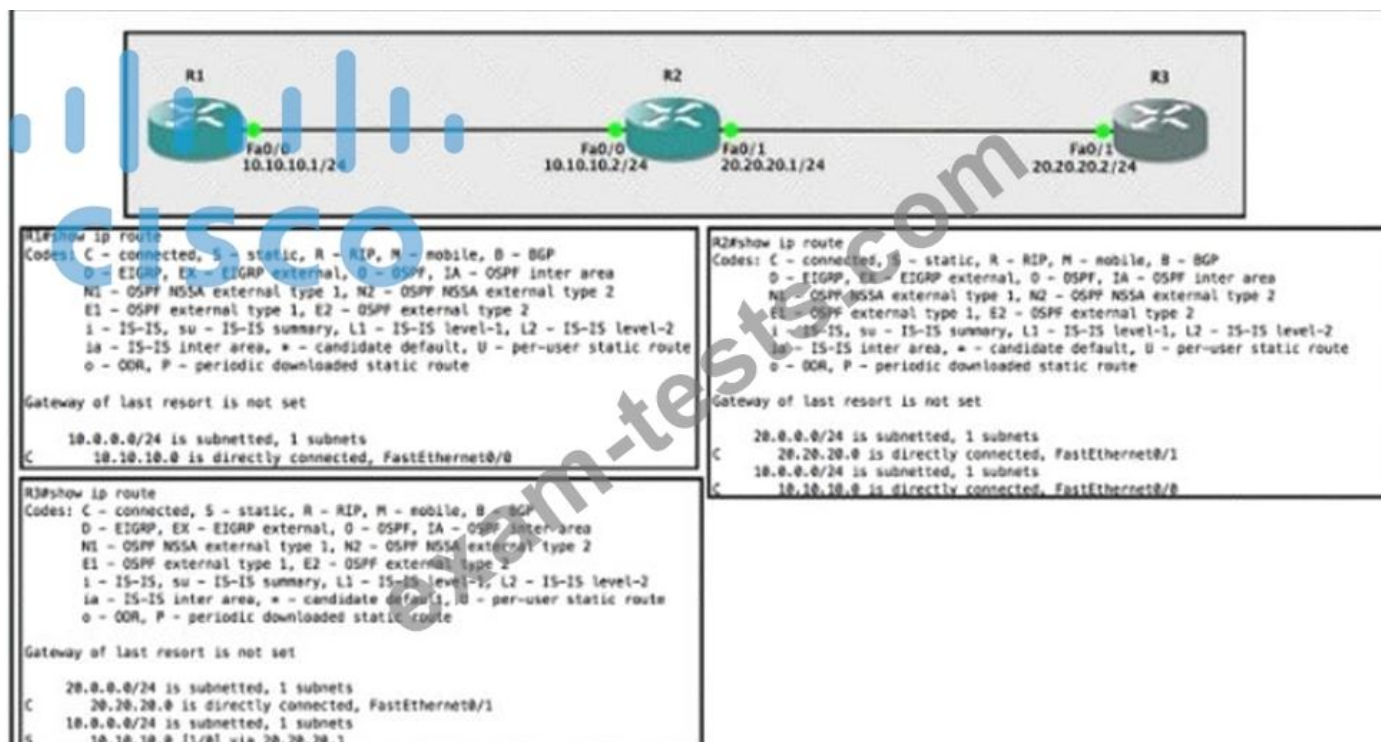 R1
R2
R3
Fa0/0
10.10.10.1/24
Fa0/0
10.10.10.2/24
Fa0/1
20.20.20.1/24
Fa0/1
20.20.20.2/24
CISCO
exam-tests.com
R1#show ip route
Codes: C - connected, S - static, R - RIP, M - mobile, B - BGP
D - EIGRP, EX - EIGRP external, O - OSPF, IA - OSPF inter area
N1 - OSPF NSSA external type 1, N2 - OSPF NSSA external type 2
E1 - OSPF external type 1, E2 - OSPF external type 2
i - IS-IS, su - IS-IS summary, L1 - IS-IS level-1, L2 - IS-IS level-2
ia - IS-IS inter area, * - candidate default, U - per-user static route
o - ODR, P - periodic downloaded static route
Gateway of last resort is not set
10.0.0.0/24 is subnetted, 1 subnets
C 10.10.10.0 is directly connected, FastEthernet0/0
R2#show ip route
Codes: C - connected, S - static, R - RIP, M - mobile, B - BGP
D - EIGRP, EX - EIGRP external, O - OSPF, IA - OSPF inter area
N1 - OSPF NSSA external type 1, N2 - OSPF NSSA external type 2
E1 - OSPF external type 1, E2 - OSPF external type 2
i - IS-IS, su - IS-IS summary, L1 - IS-IS level-1, L2 - IS-IS level-2
ia - IS-IS inter area, * - candidate default, U - per-user static route
o - ODR, P - periodic downloaded static route
Gateway of last resort is not set
20.0.0.0/24 is subnetted, 1 subnets
C 20.20.20.0 is directly connected, FastEthernet0/1
10.0.0.0/24 is subnetted, 1 subnets
C 10.10.10.0 is directly connected, FastEthernet0/0
R3#show ip route
Codes: C - connected, S - static, R - RIP, M - mobile, B - BGP
D - EIGRP, EX - EIGRP external, O - OSPF, IA - OSPF inter area
N1 - OSPF NSSA external type 1, N2 - OSPF NSSA external type 2
E1 - OSPF external type 1, E2 - OSPF external type 2
i - IS-IS, su - IS-IS summary, L1 - IS-IS level-1, L2 - IS-IS level-2
ia - IS-IS inter area, * - candidate default, U - per-user static route
o - ODR, P - periodic downloaded static route
Gateway of last resort is not set
20.0.0.0/24 is subnetted, 1 subnets
C 20.20.20.0 is directly connected, FastEthernet0/1
10.0.0.0/24 is subnetted, 1 subnets
S 10.10.10.0 [1/0] via 20.20.20.1